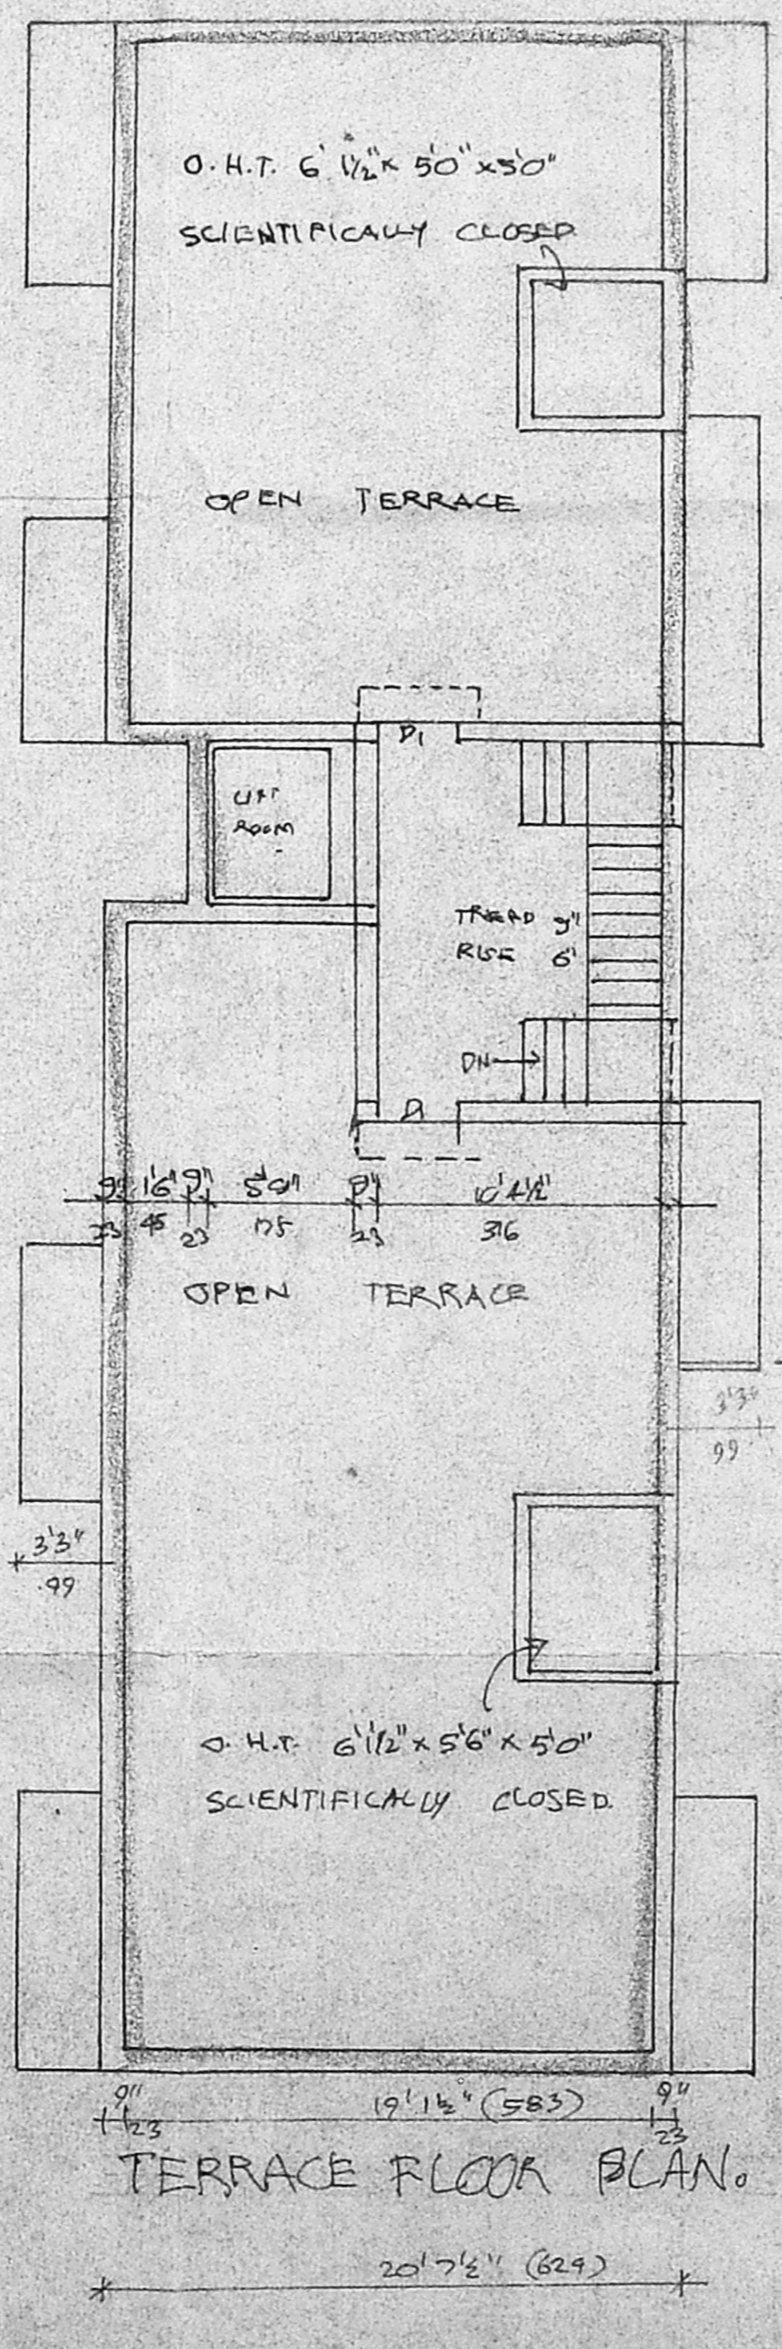 O.H.T. 6' 1½" x 5'0" x 5'0"
SCIENTIFICALLY CLOSED
OPEN TERRACE
D1
LIFT
ROOM
TREAD 9"
RISE 6'
DN
D
9" 1'6" 9" 5'9" 9" 10'4½"
23 45 23 175 23 316
OPEN TERRACE
3'3"
99
3'3"
.99
O.H.T. 6'1½" x 5'6" x 5'0"
SCIENTIFICALLY CLOSED.
9" 19'1½" (583) 9"
23 23
TERRACE FLOOR PLAN.
20'7½" (629)